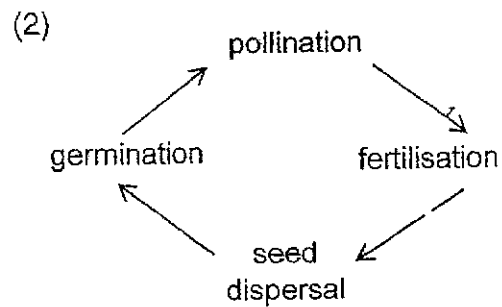 (2)
pollination
germination
fertilisation
seed
dispersal